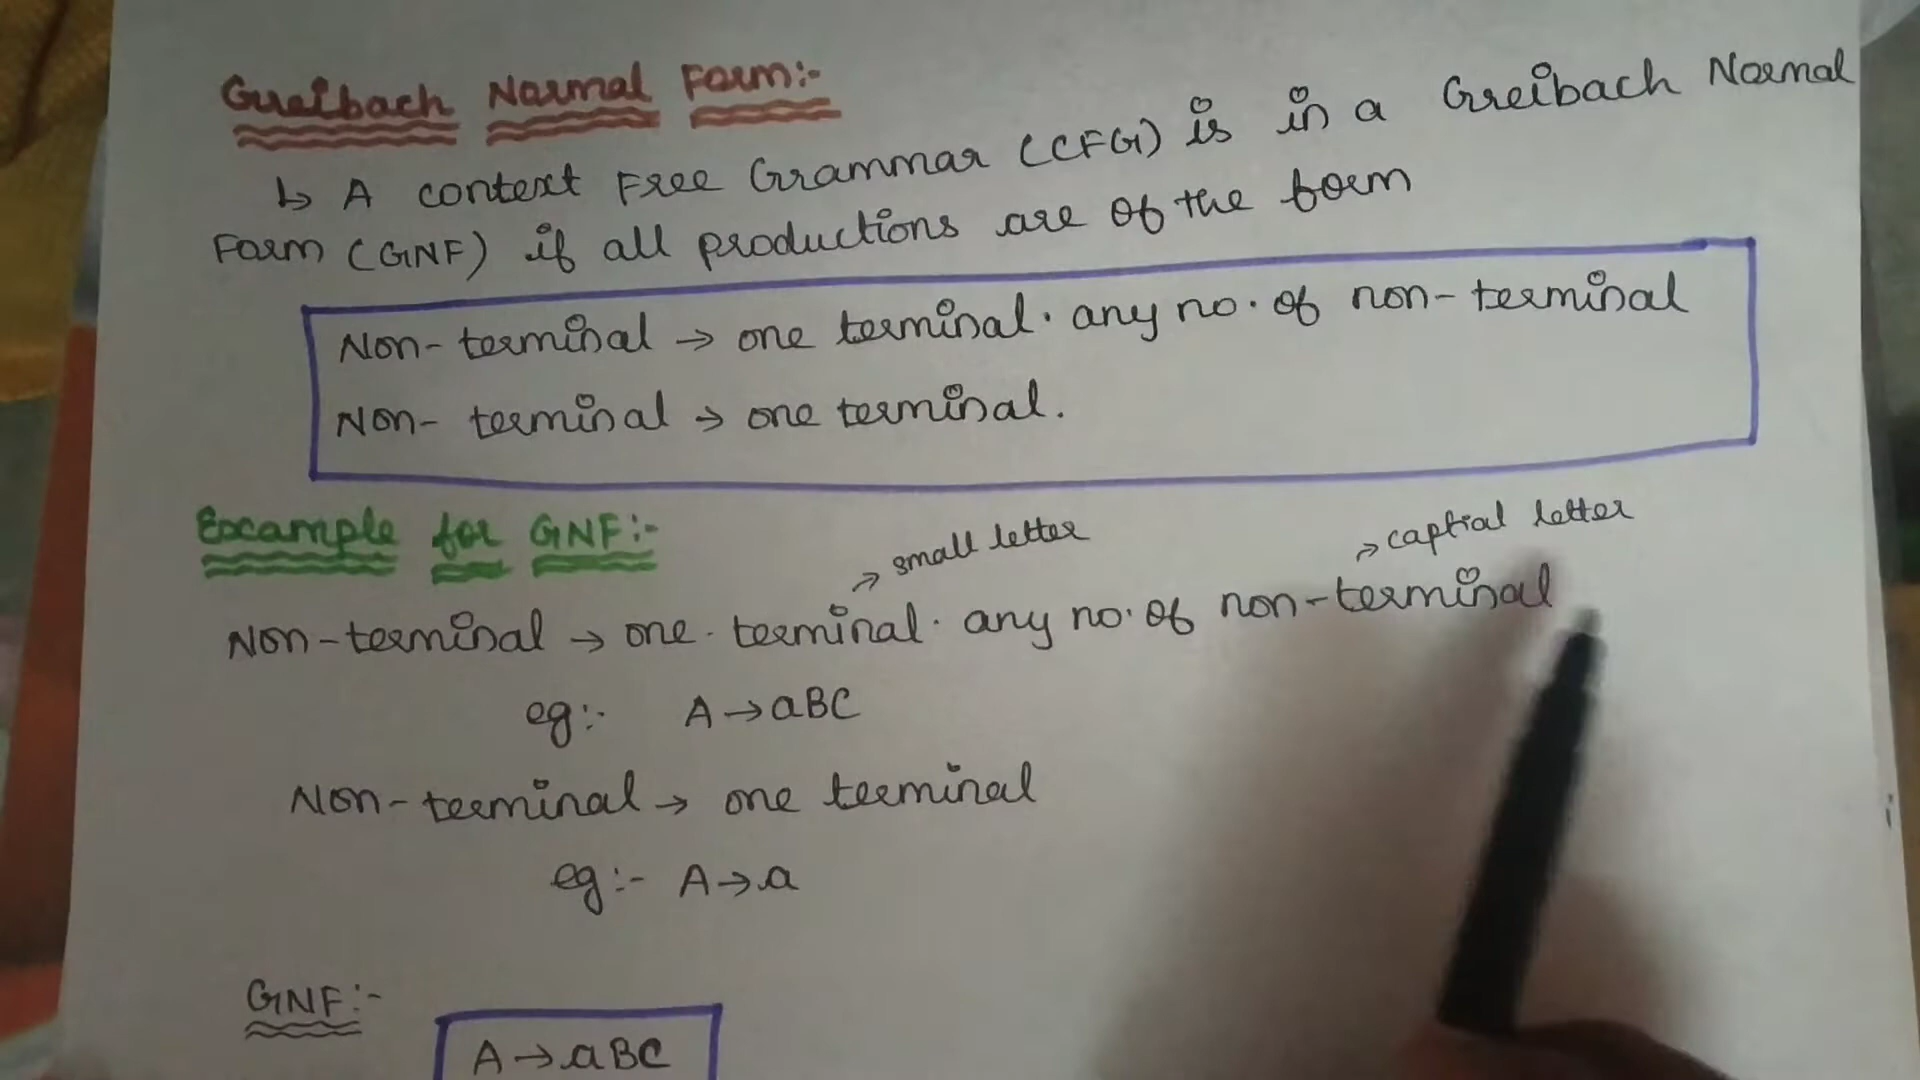 Greibach Normal Form:-
↳ A context Free Grammar (CFG) is in a Greibach Normal
Form (GNF) if all productions are of the form
Non-terminal → one terminal. any no. of non-terminal
Non-terminal → one terminal.
Example for GNF:-
→ small letter
→ captial letter
Non-terminal → one. terminal. any no. of non-terminal
eg:- A→aBC
Non-terminal → one terminal
eg:- A→a
GNF:-
A→aBC